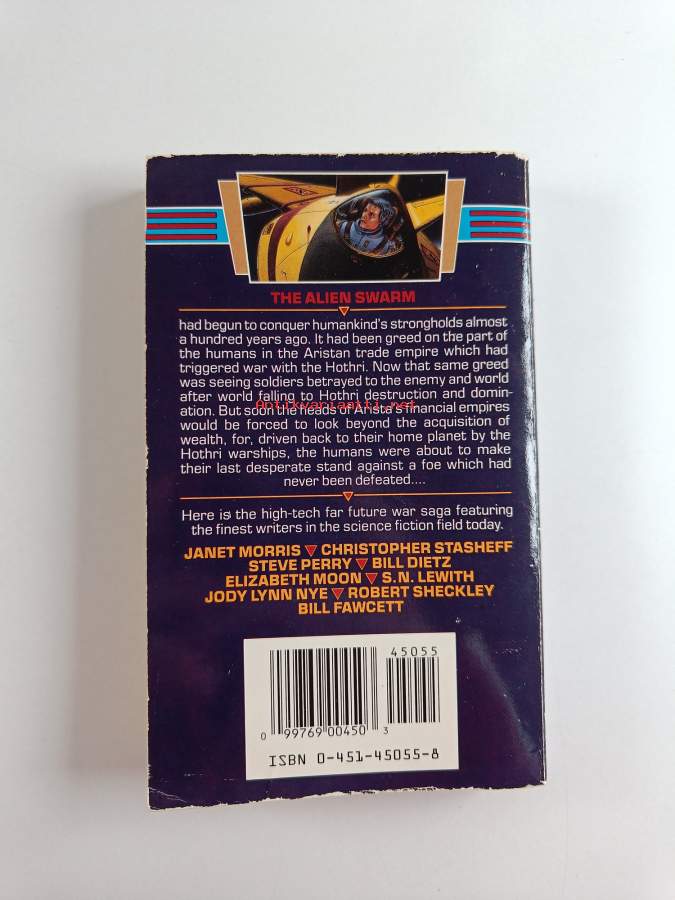 THE ALIEN SWARM
had begun to conquer humankind's strongholds almost
a hundred years ago. It had been greed on the part of
the humans in the Aristan trade empire which had
triggered war with the Hothri. Now that same greed
was seeing soldiers betrayed to the enemy and world
after world falling to Hothri destruction and domin-
ation. But soon the heads of Arista's financial empires
Antikvariaatti.net
would be forced to look beyond the acquisition of
wealth, for, driven back to their home planet by the
Hothri warships, the humans were about to make
their last desperate stand against a foe which had
never been defeated....
Here is the high-tech far future war saga featuring
the finest writers in the science fiction field today.
JANET MORRIS ▼ CHRISTOPHER STASHEFF
STEVE PERRY ▼ BILL DIETZ
ELIZABETH MOON ▼ S.N. LEWITH
JODY LYNN NYE ▼ ROBERT SHECKLEY
BILL FAWCETT
45055
0 99769 00450 3
ISBN 0-451-45055-8